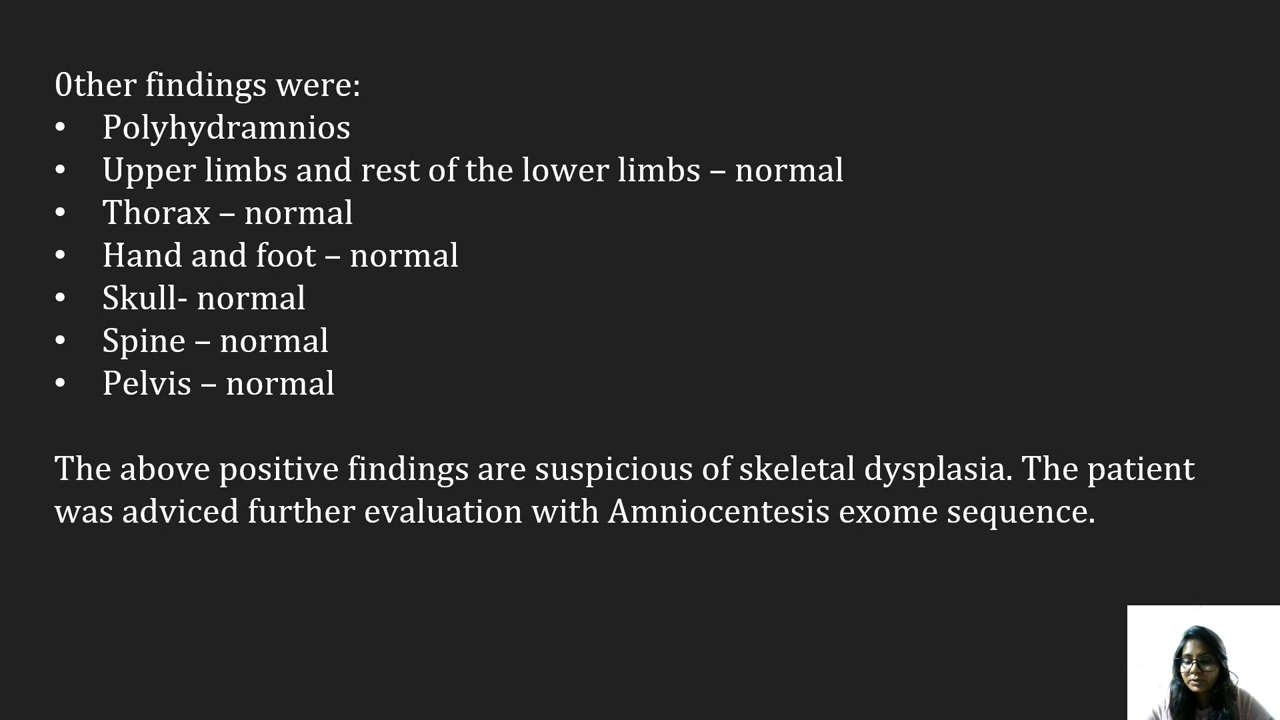 0ther findings were:
• Polyhydramnios
• Upper limbs and rest of the lower limbs – normal
• Thorax – normal
• Hand and foot – normal
• Skull- normal
• Spine – normal
• Pelvis – normal
The above positive findings are suspicious of skeletal dysplasia. The patient
was adviced further evaluation with Amniocentesis exome sequence.